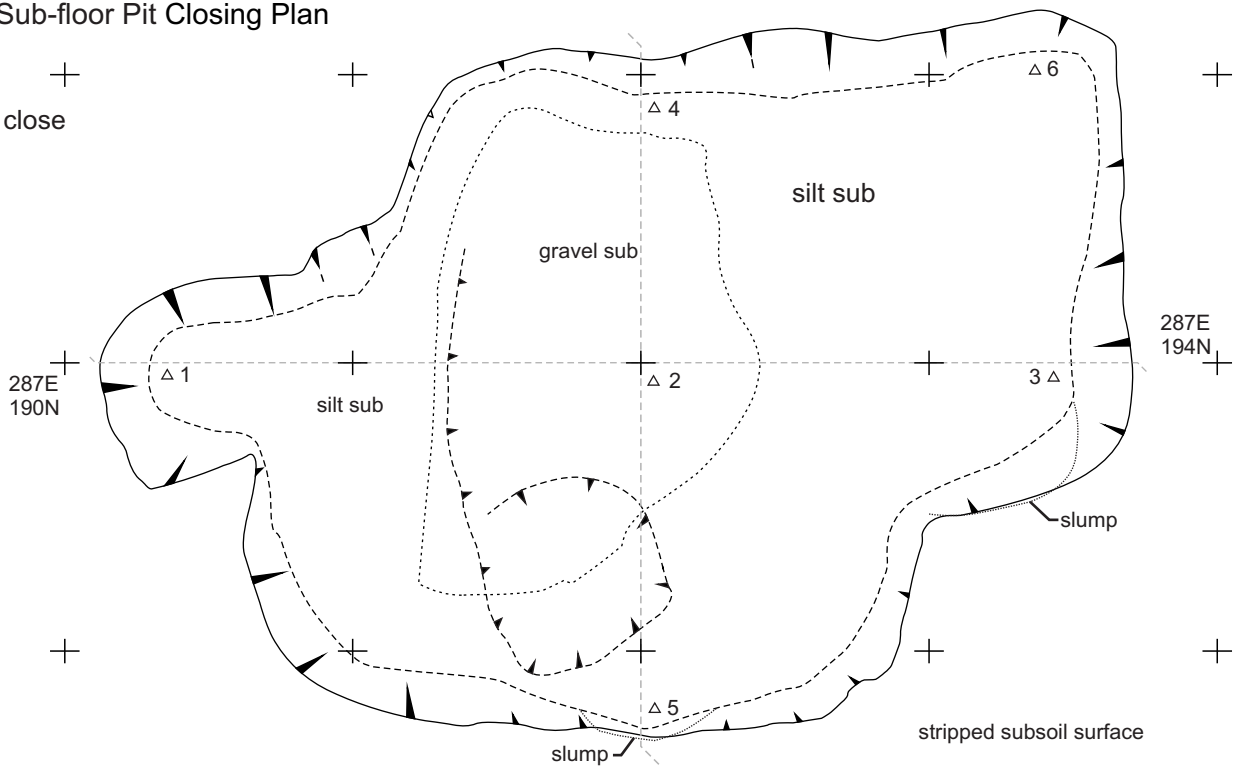 Sub-floor Pit Closing Plan
close
6
4
silt sub
gravel sub
287E
194N
1
2
3
287E
190N
silt sub
slump
5
stripped subsoil surface
slump